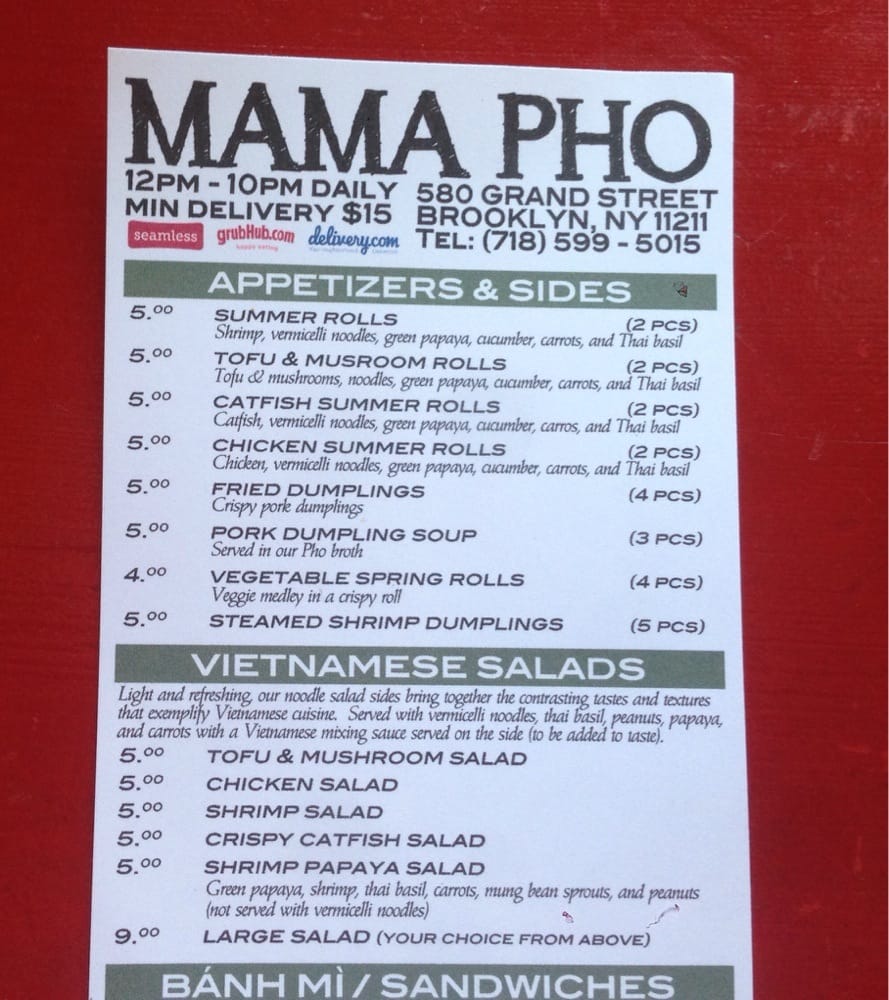 MAMA PHO
12PM - 10PM DAILY
MIN DELIVERY $15
seamless grubHub.com delivery.com
happy eating
580 GRAND STREET
BROOKLYN, NY 11211
TEL: (718) 599 - 5015
APPETIZERS & SIDES
5.00 SUMMER ROLLS (2 PCS)
Shrimp, vermicelli noodles, green papaya, cucumber, carrots, and Thai basil
5.00 TOFU & MUSROOM ROLLS (2 PCS)
Tofu & mushrooms, noodles, green papaya, cucumber, carrots, and Thai basil
5.00 CATFISH SUMMER ROLLS (2 PCS)
Catfish, vermicelli noodles, green papaya, cucumber, carros, and Thai basil
5.00 CHICKEN SUMMER ROLLS (2 PCS)
Chicken, vermicelli noodles, green papaya, cucumber, carrots, and Thai basil
5.00 FRIED DUMPLINGS (4 PCS)
Crispy pork dumplings
5.00 PORK DUMPLING SOUP (3 PCS)
Served in our Pho broth
4.00 VEGETABLE SPRING ROLLS (4 PCS)
Veggie medley in a crispy roll
5.00 STEAMED SHRIMP DUMPLINGS (5 PCS)
VIETNAMESE SALADS
Light and refreshing, our noodle salad sides bring together the contrasting tastes and textures
that exemplify Vietnamese cuisine. Served with vermicelli noodles, thai basil, peanuts, papaya,
and carrots with a Vietnamese mixing sauce served on the side (to be added to taste).
5.00 TOFU & MUSHROOM SALAD
5.00 CHICKEN SALAD
5.00 SHRIMP SALAD
5.00 CRISPY CATFISH SALAD
5.00 SHRIMP PAPAYA SALAD
Green papaya, shrimp, thai basil, carrots, mung bean sprouts, and peanuts
(not served with vermicelli noodles)
9.00 LARGE SALAD (YOUR CHOICE FROM ABOVE)
BÁNH MÌ / SANDWICHES